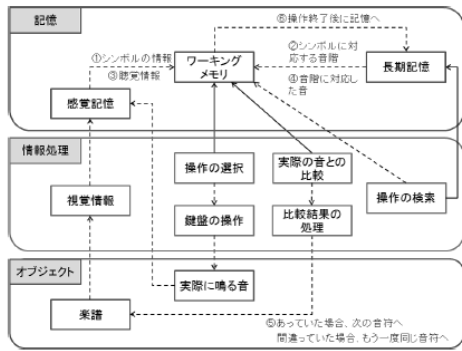 記憶
⑥操作終了後に記憶へ
①シンボルの情報
③聴覚情報
ワーキング
メモリ
②シンボルに対
応する音階
④音階に対応し
た音
長期記憶
感覚記憶
情報処理
操作の選択
実際の音との
比較
操作の検索
視覚情報
鍵盤の操作
比較結果の
処理
オブジェクト
実際に鳴る音
楽譜
⑤あっていた場合、次の音符へ
間違っていた場合、もう一度同じ音符へ